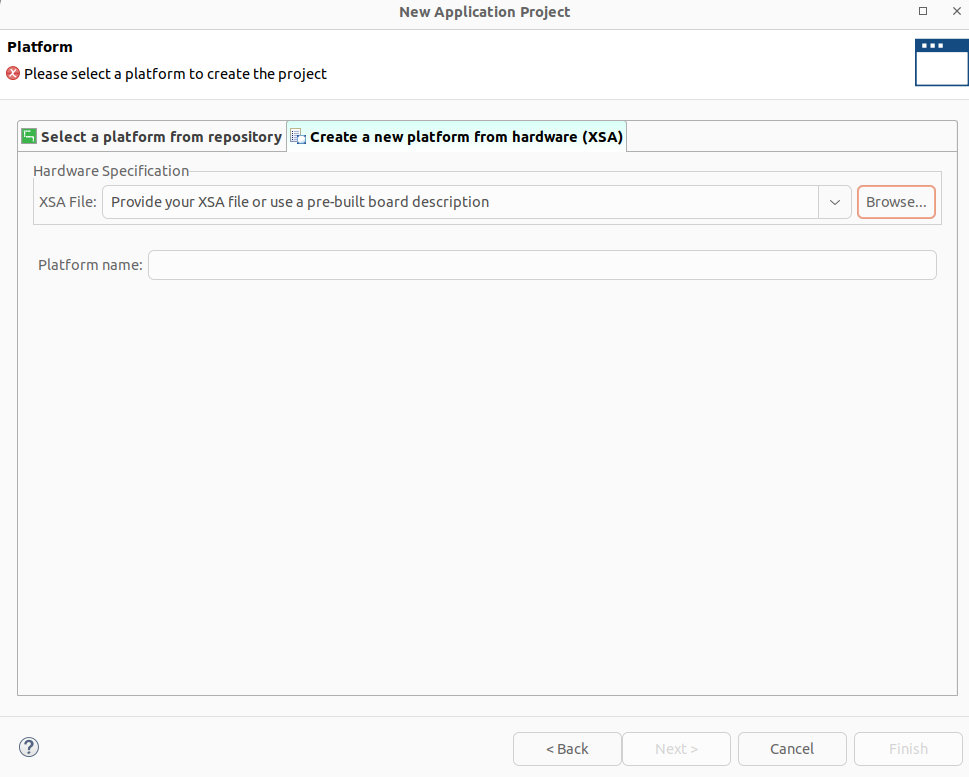 New Application Project
Platform
Please select a platform to create the project
Select a platform from repository Create a new platform from hardware (XSA)
Hardware Specification
XSA File: Provide your XSA file or use a pre-built board description Browse...
Platform name:
< Back Next > Cancel Finish